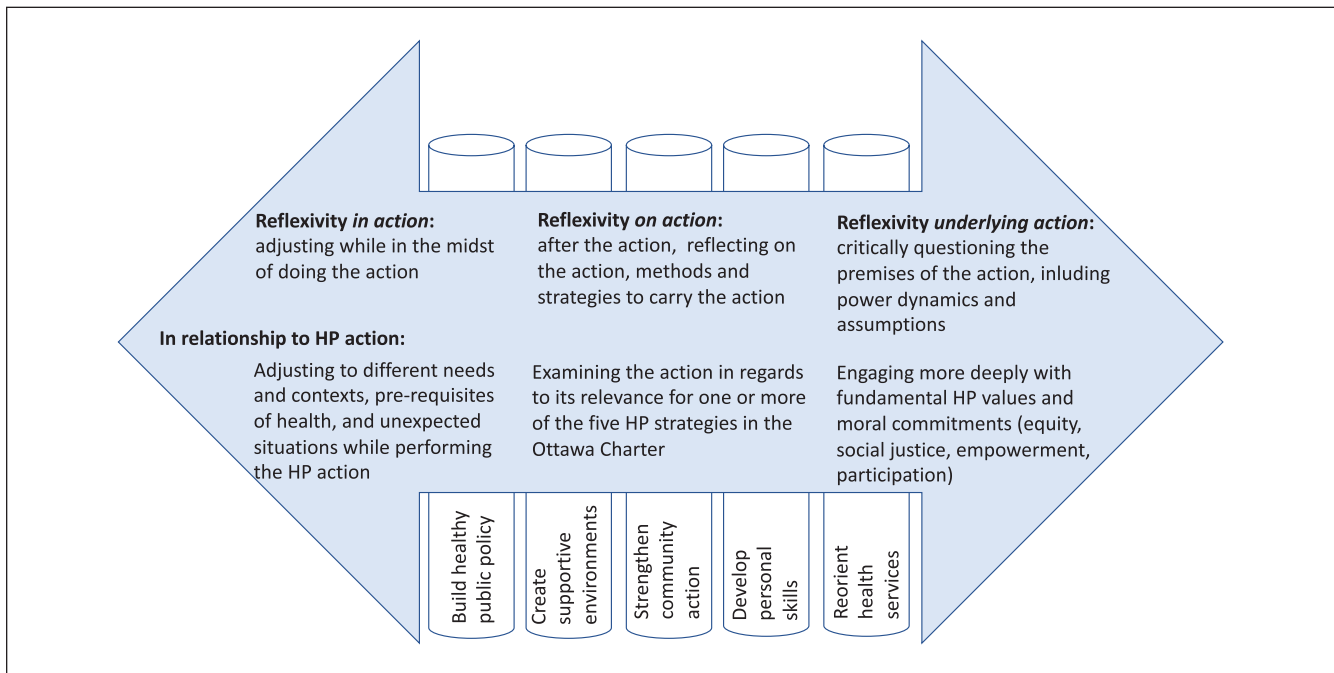 Reflexivity in action:
adjusting while in the midst
of doing the action
Reflexivity on action:
after the action, reflecting on
the action, methods and
strategies to carry the action
Reflexivity underlying action:
critically questioning the
premises of the action, inluding
power dynamics and
assumptions
In relationship to HP action:
Adjusting to different needs
and contexts, pre-requisites
of health, and unexpected
situations while performing
the HP action
Examining the action in regards
to its relevance for one or more
of the five HP strategies in the
Ottawa Charter
Engaging more deeply with
fundamental HP values and
moral commitments (equity,
social justice, empowerment,
participation)
Build healthy
public policy
Create
supportive
environments
Strengthen
community
action
Develop
personal
skills
Reorient
health
services